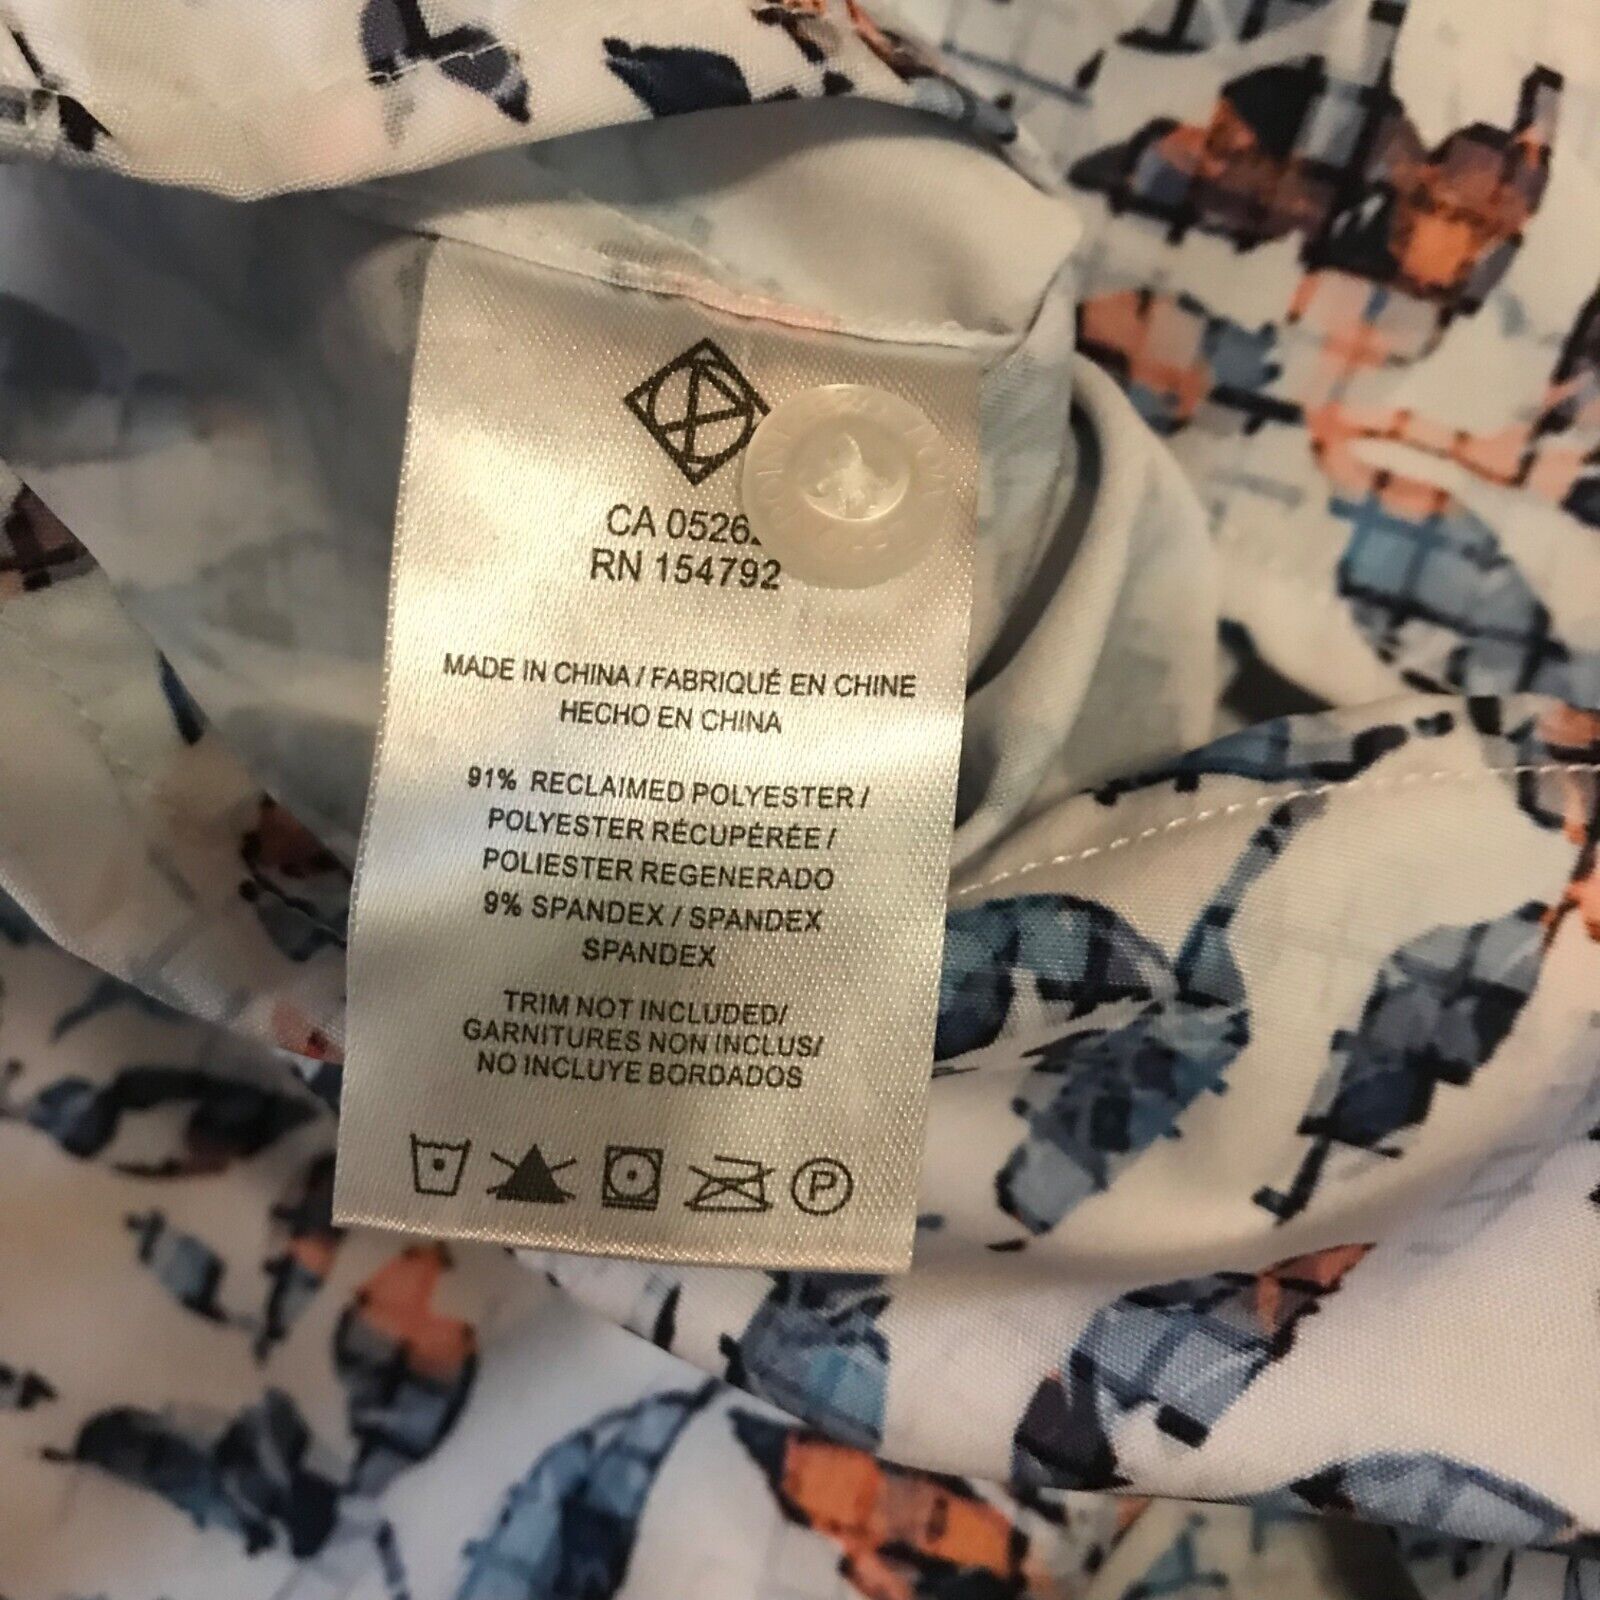 CA 0526
RN 154792
MADE IN CHINA / FABRIQUÉ EN CHINE
HECHO EN CHINA
91% RECLAIMED POLYESTER /
POLYESTER RÉCUPÉRÉE /
POLIESTER REGENERADO
9% SPANDEX / SPANDEX
SPANDEX
TRIM NOT INCLUDED/
GARNITURES NON INCLUS/
NO INCLUYE BORDADOS
P